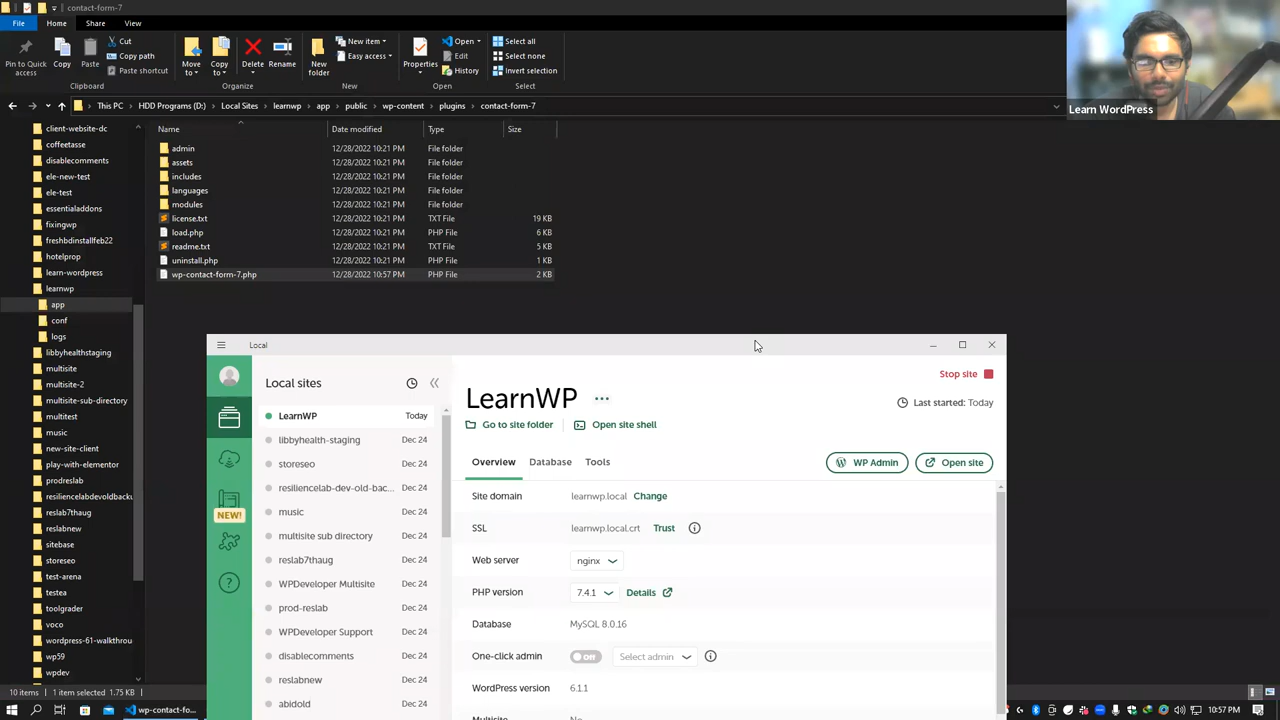 contact-form-7
File Home Share View
Pin to Quick access
Copy
Paste
Cut
Copy path
Paste shortcut
Clipboard
Move to
Copy to
Delete
Rename
Organize
New folder
New item
Easy access
New
Properties
Open
Edit
History
Open
Select all
Select none
Invert selection
Select
Learn WordPress
This PC HDD Programs (D:) Local Sites learnwp app public wp-content plugins contact-form-7
client-website-dc
coffeetasse
disablecomments
ele-new-test
ele-test
essentialaddons
fixingwp
freshbdinstallfeb22
hotelprop
learn-wordpress
learnwp
app
conf
logs
libbyhealthstaging
multisite
multisite-2
multisite-sub-directory
multitest
music
new-site-client
play-with-elementor
prodreslab
resiliencelabdevoldbacku
reslab7thaug
reslabnew
sitebase
storeseo
test-arena
testea
toolgrader
voco
wordpress-61-walkthrou
wp59
wpdev
Name Date modified Type Size
admin 12/28/2022 10:21 PM File folder
assets 12/28/2022 10:21 PM File folder
includes 12/28/2022 10:21 PM File folder
languages 12/28/2022 10:21 PM File folder
modules 12/28/2022 10:21 PM File folder
license.txt 12/28/2022 10:21 PM TXT File 19 KB
load.php 12/28/2022 10:21 PM PHP File 6 KB
readme.txt 12/28/2022 10:21 PM TXT File 5 KB
uninstall.php 12/28/2022 10:21 PM PHP File 1 KB
wp-contact-form-7.php 12/28/2022 10:57 PM PHP File 2 KB
Local
NEW!
Local sites
LearnWP Today
libbyhealth-staging Dec 24
storeseo Dec 24
resiliencelab-dev-old-bac... Dec 24
music Dec 24
multisite sub directory Dec 24
reslab7thaug Dec 24
WPDeveloper Multisite Dec 24
prod-reslab Dec 24
WPDeveloper Support Dec 24
disablecomments Dec 24
reslabnew Dec 24
abidold Dec 24
Stop site
LearnWP ...
Last started: Today
Go to site folder Open site shell
Overview Database Tools
WP Admin Open site
Site domain learnwp.local Change
SSL learnwp.local.crt Trust
Web server nginx
PHP version 7.4.1 Details
Database MySQL 8.0.16
One-click admin Off Select admin
WordPress version 6.1.1
Multisite No
10 items 1 item selected 1.75 KB
wp-contact-fo...
10:57 PM